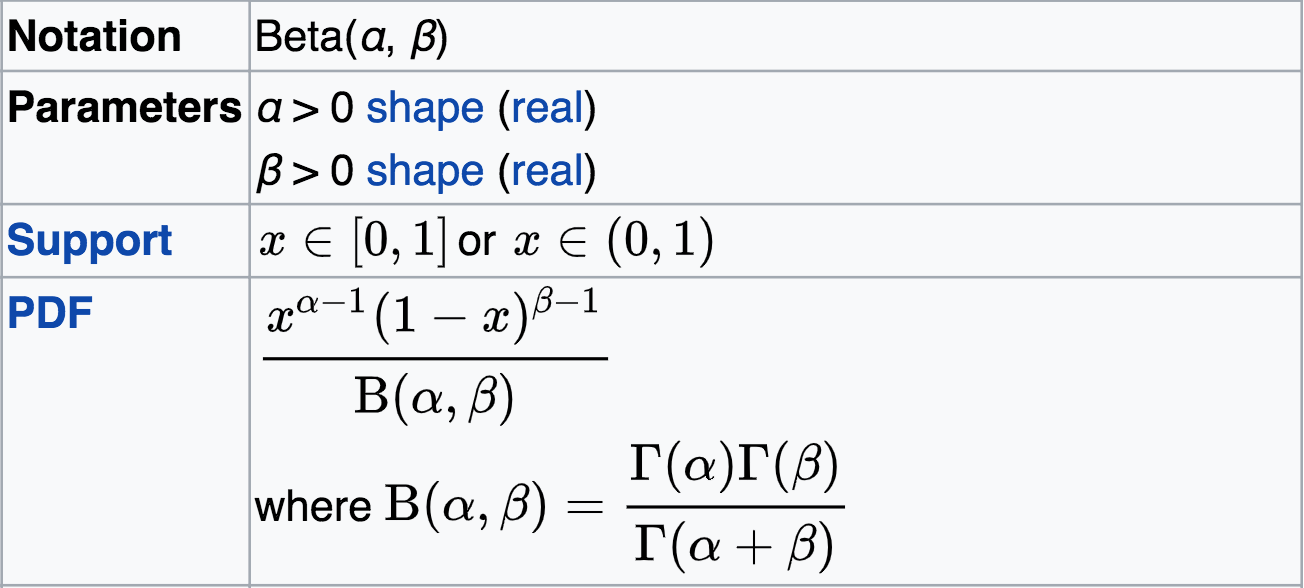 Notation Beta(α, β)
Parameters α > 0 shape (real)
β > 0 shape (real)
Support x ∈ [0, 1] or x ∈ (0, 1)
PDF x^{α−1}(1 − x)^{β−1}
B(α, β)
Γ(α)Γ(β)
where B(α, β) =
Γ(α + β)